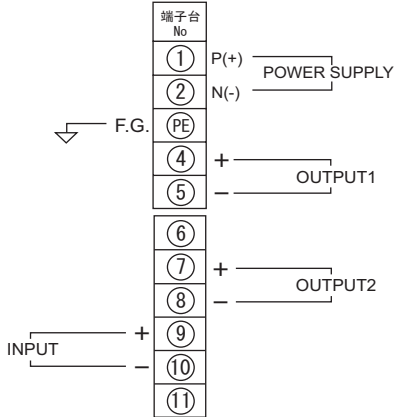 端子台
No
① P(+)
POWER SUPPLY
② N(-)
F.G. PE
④ +
OUTPUT1
⑤ −
⑥
⑦ +
OUTPUT2
⑧ −
+ ⑨
INPUT
− ⑩
⑪